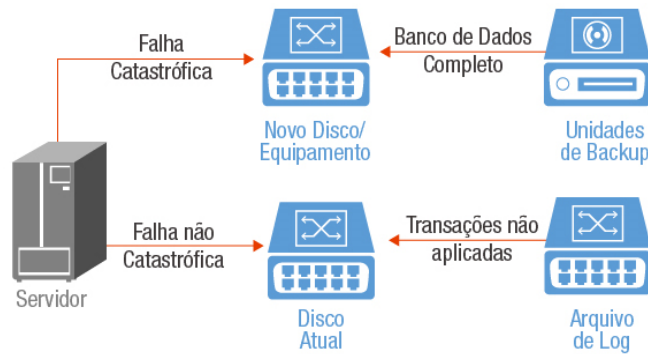 Falha
Catastrófica
Banco de Dados
Completo
Novo Disco/
Equipamento
Unidades
de Backup
Falha não
Catastrófica
Transações não
aplicadas
Servidor
Disco
Atual
Arquivo
de Log